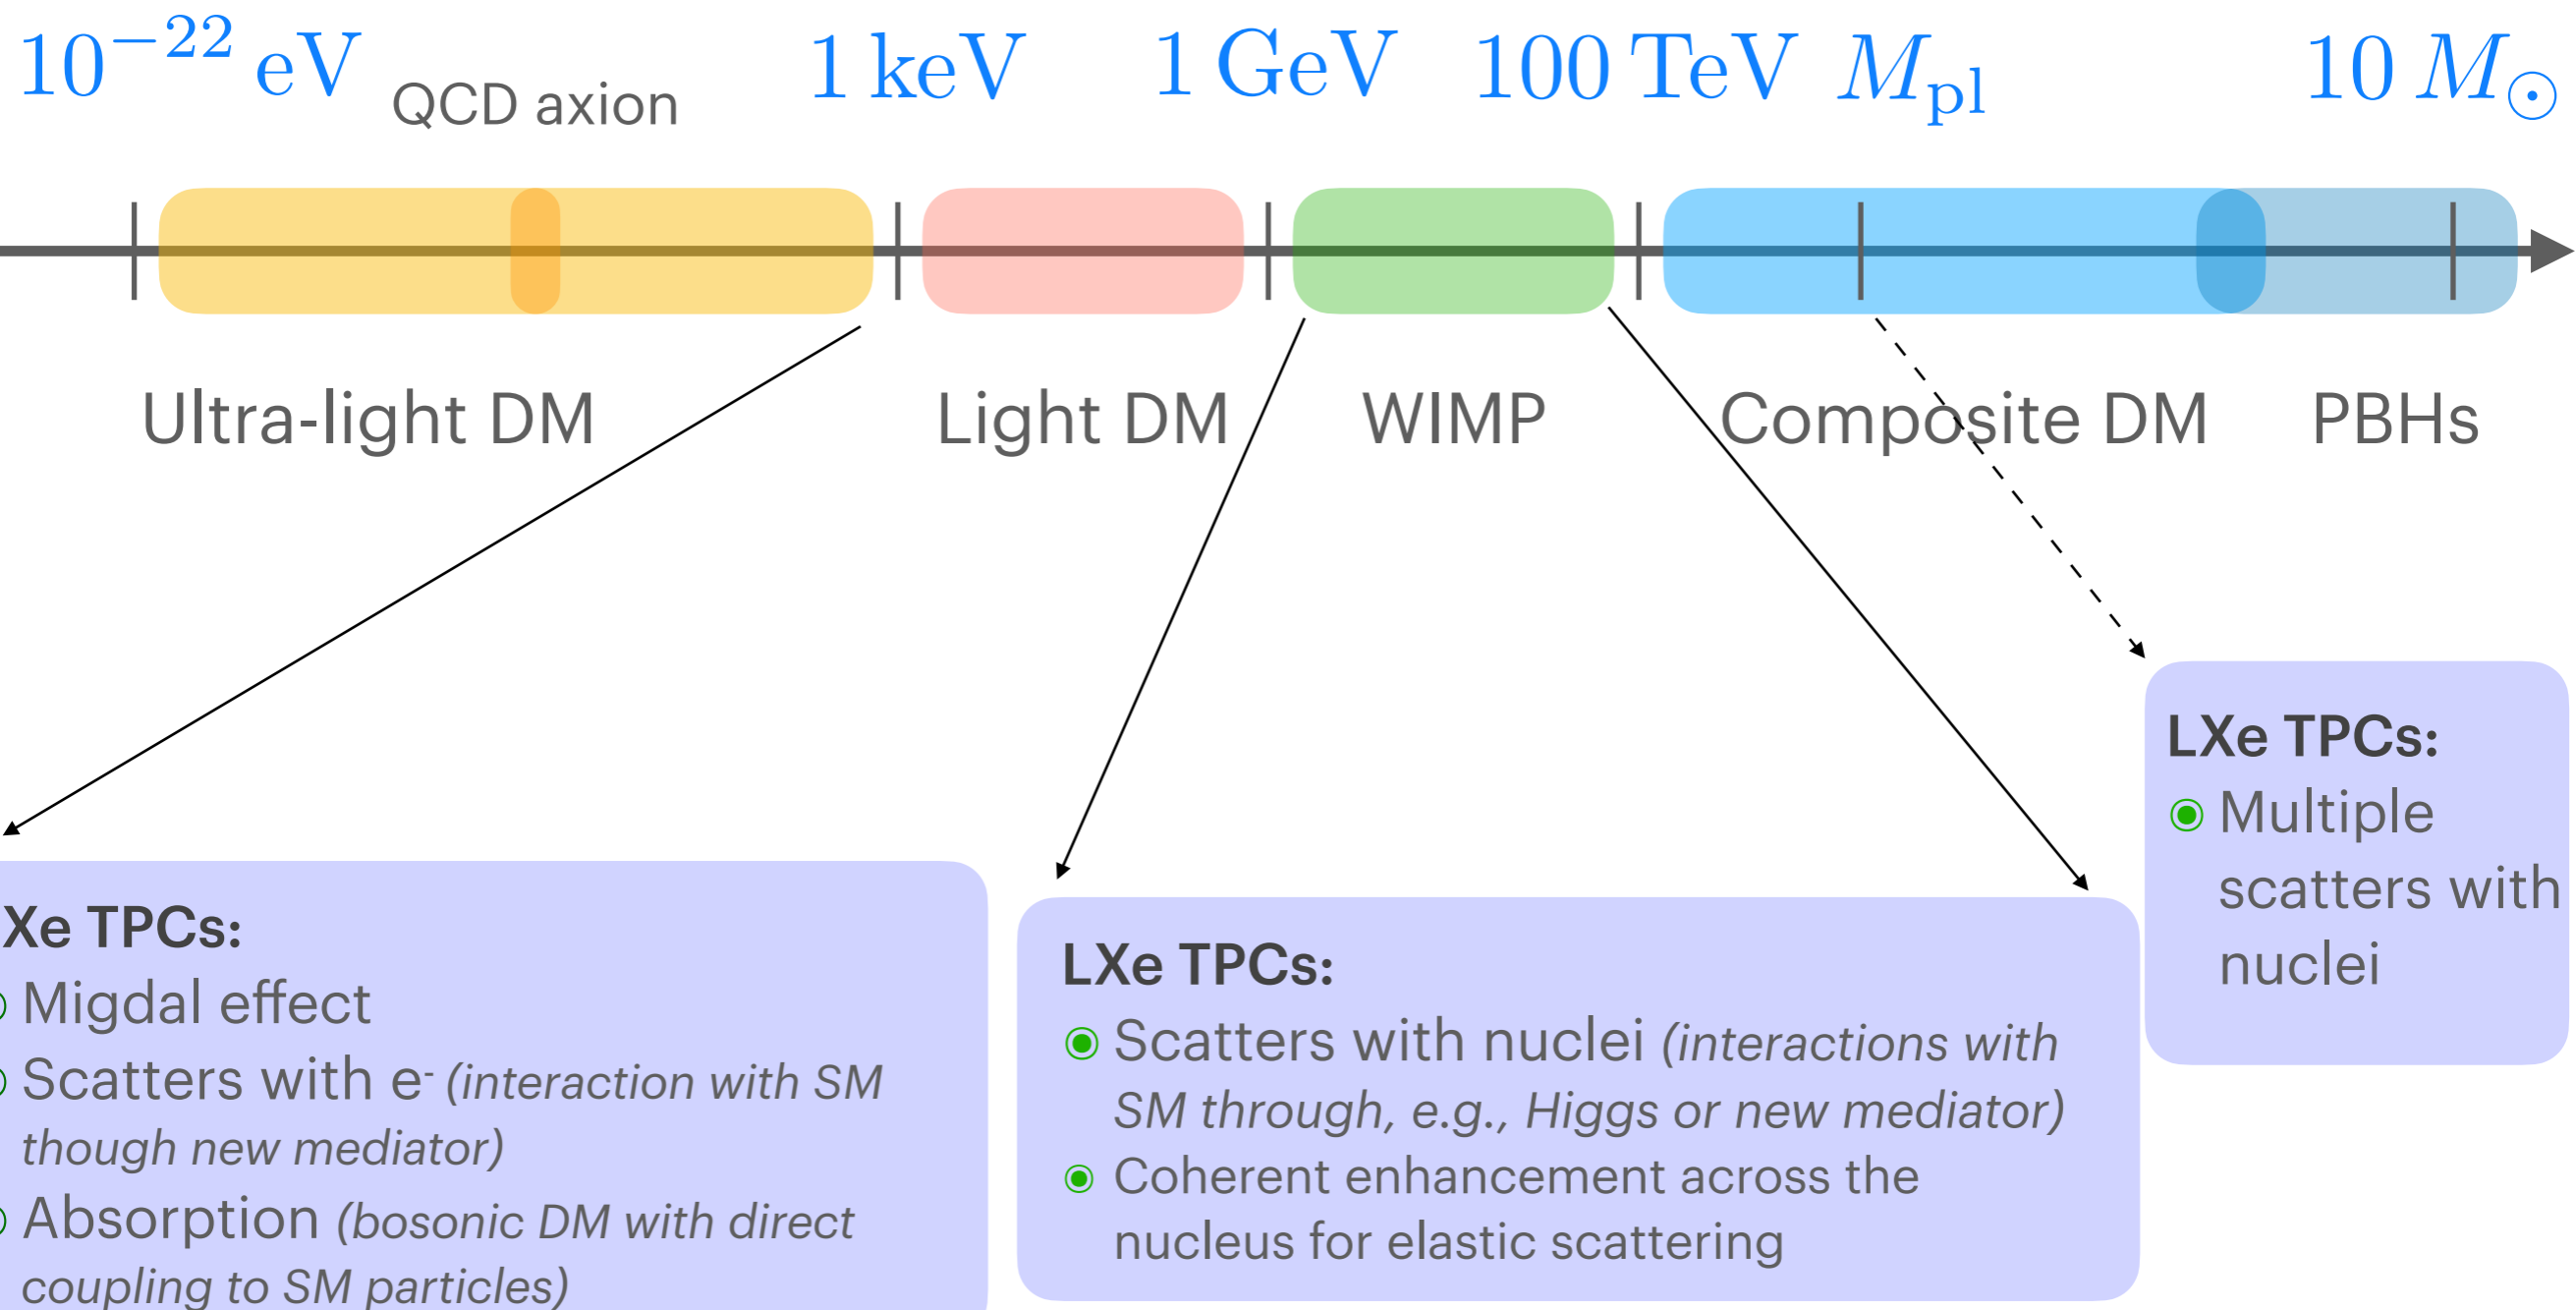 10⁻²² eV QCD axion 1 keV 1 GeV 100 TeV M_pl 10 M_⊙
Ultra-light DM Light DM WIMP Composite DM PBHs
LXe TPCs:
Multiple
scatters with
nuclei
Xe TPCs:
Migdal effect
Scatters with e⁻ (interaction with SM
though new mediator)
Absorption (bosonic DM with direct
coupling to SM particles)
LXe TPCs:
Scatters with nuclei (interactions with
SM through, e.g., Higgs or new mediator)
Coherent enhancement across the
nucleus for elastic scattering